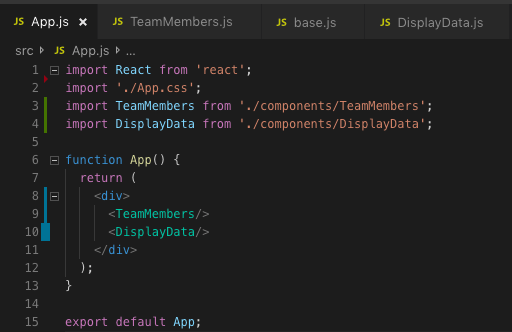 JS App.js × JS TeamMembers.js JS base.js JS DisplayData.js
src JS App.js ...
1 import React from 'react';
2 import './App.css';
3 import TeamMembers from './components/TeamMembers';
4 import DisplayData from './components/DisplayData';
5
6 function App() {
7 return (
8 <div>
9 <TeamMembers/>
10 <DisplayData/>
11 </div>
12 );
13 }
14
15 export default App;